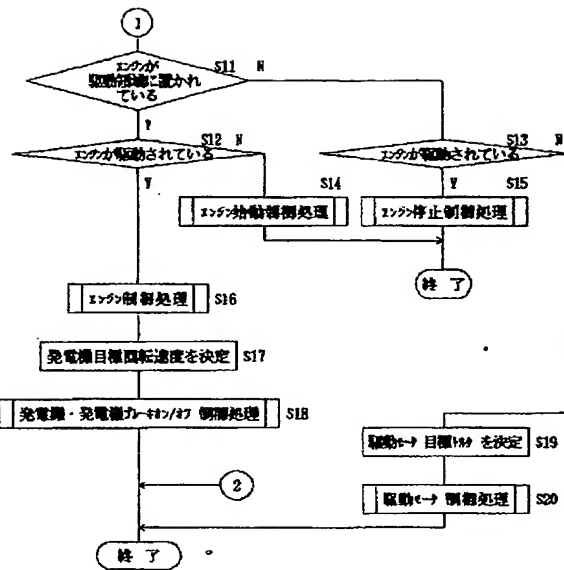 1
エンジンが
駆動領域に置かれ
ている
S11
N
Y
S12
N
エンジンが駆動されている
Y
S13
N
エンジンが駆動されている
Y
S14
エンジン始動制御処理
S15
エンジン停止制御処理
終了
エンジン制御処理
S16
発電機目標回転速度を決定
S17
発電機・発電機ブレーキオン/オフ 制御処理
S18
駆動モータ 目標トルク を決定
S19
2
駆動モータ 制御処理
S20
終了